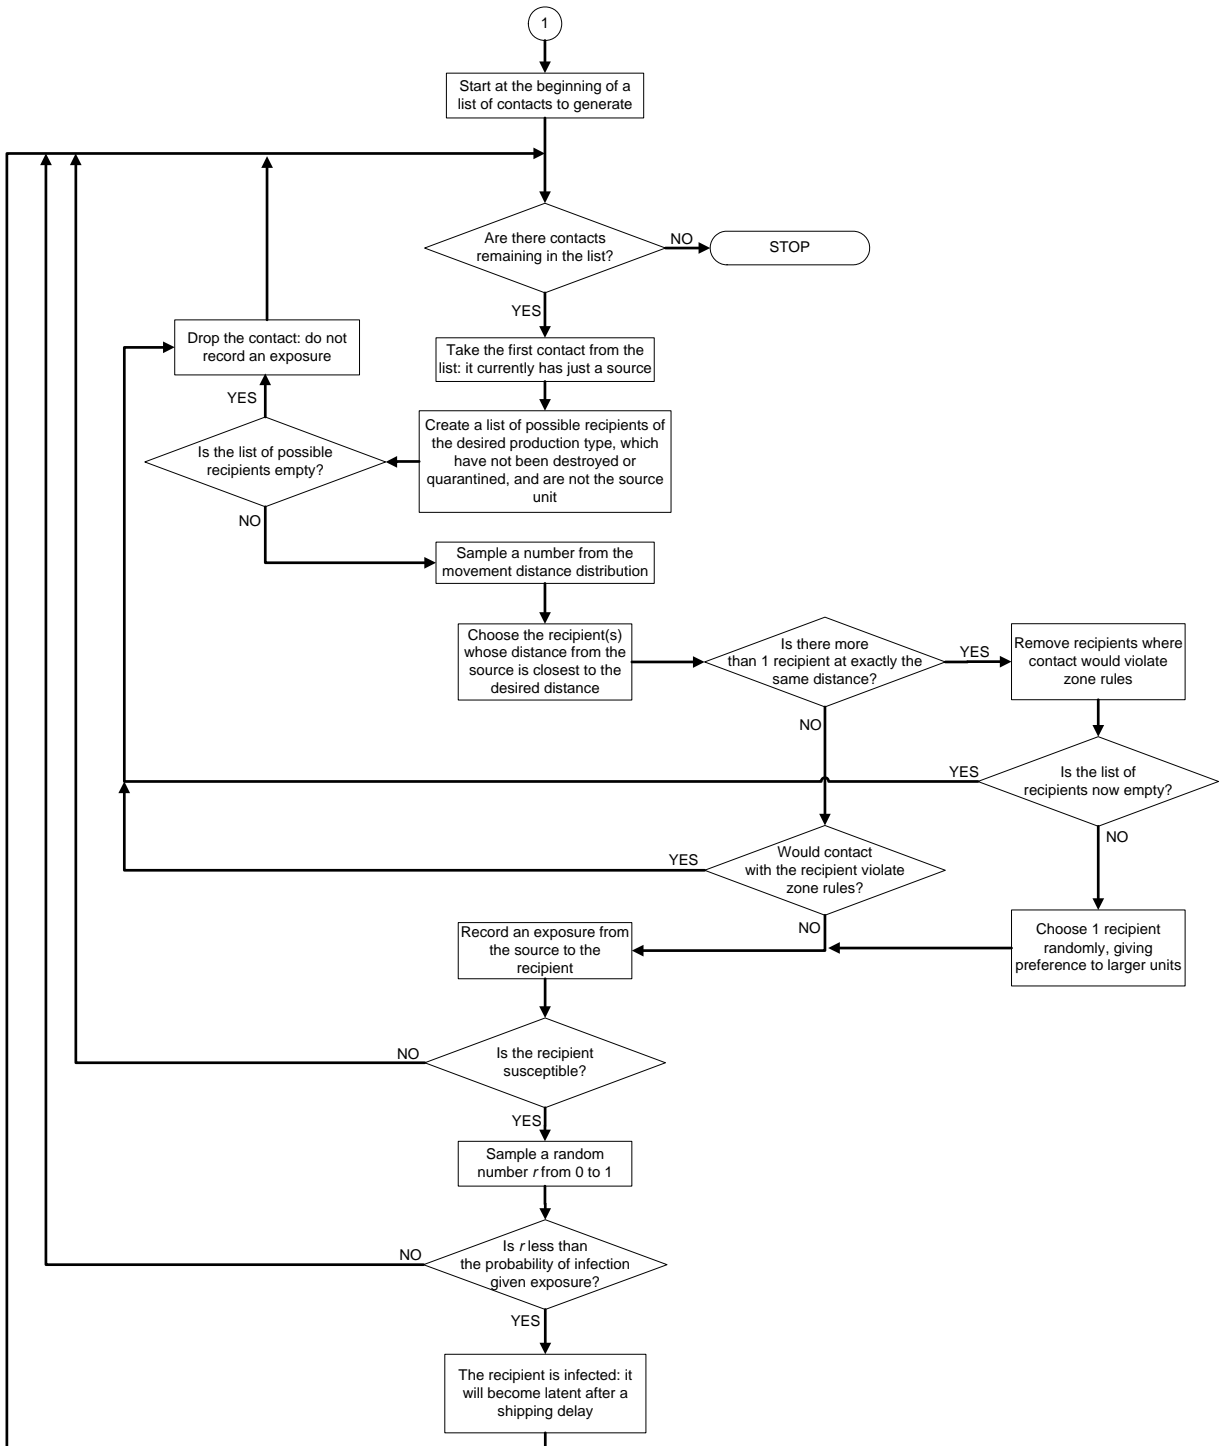 1
Start at the beginning of a
list of contacts to generate
Are there contacts
remaining in the list?
NO
STOP
YES
Drop the contact: do not
record an exposure
Take the first contact from the
list: it currently has just a source
YES
Create a list of possible recipients of
the desired production type, which
have not been destroyed or
quarantined, and are not the source
unit
Is the list of possible
recipients empty?
NO
Sample a number from the
movement distance distribution
Choose the recipient(s)
whose distance from the
source is closest to the
desired distance
Is there more
than 1 recipient at exactly the
same distance?
YES
Remove recipients where
contact would violate
zone rules
NO
YES
Is the list of
recipients now empty?
NO
YES
Would contact
with the recipient violate
zone rules?
NO
Record an exposure from
the source to the
recipient
Choose 1 recipient
randomly, giving
preference to larger units
NO
Is the recipient
susceptible?
YES
Sample a random
number r from 0 to 1
NO
Is r less than
the probability of infection
given exposure?
YES
The recipient is infected: it
will become latent after a
shipping delay